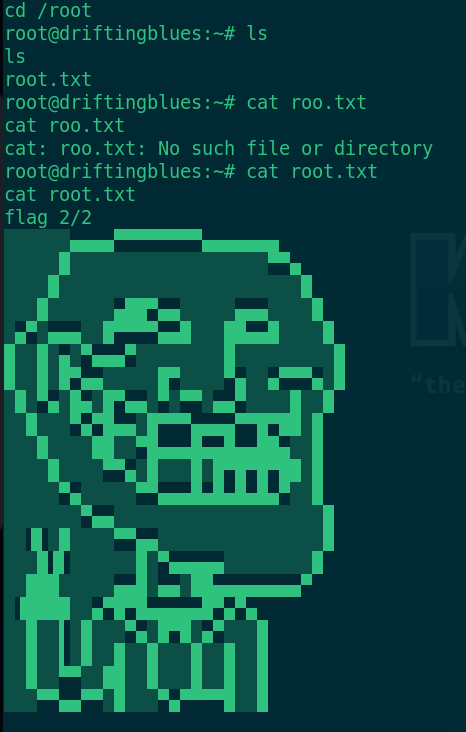 cd /root
root@driftingblues:~# ls
ls
root.txt
root@driftingblues:~# cat roo.txt
cat roo.txt
cat: roo.txt: No such file or directory
root@driftingblues:~# cat root.txt
cat root.txt
flag 2/2
K
“the